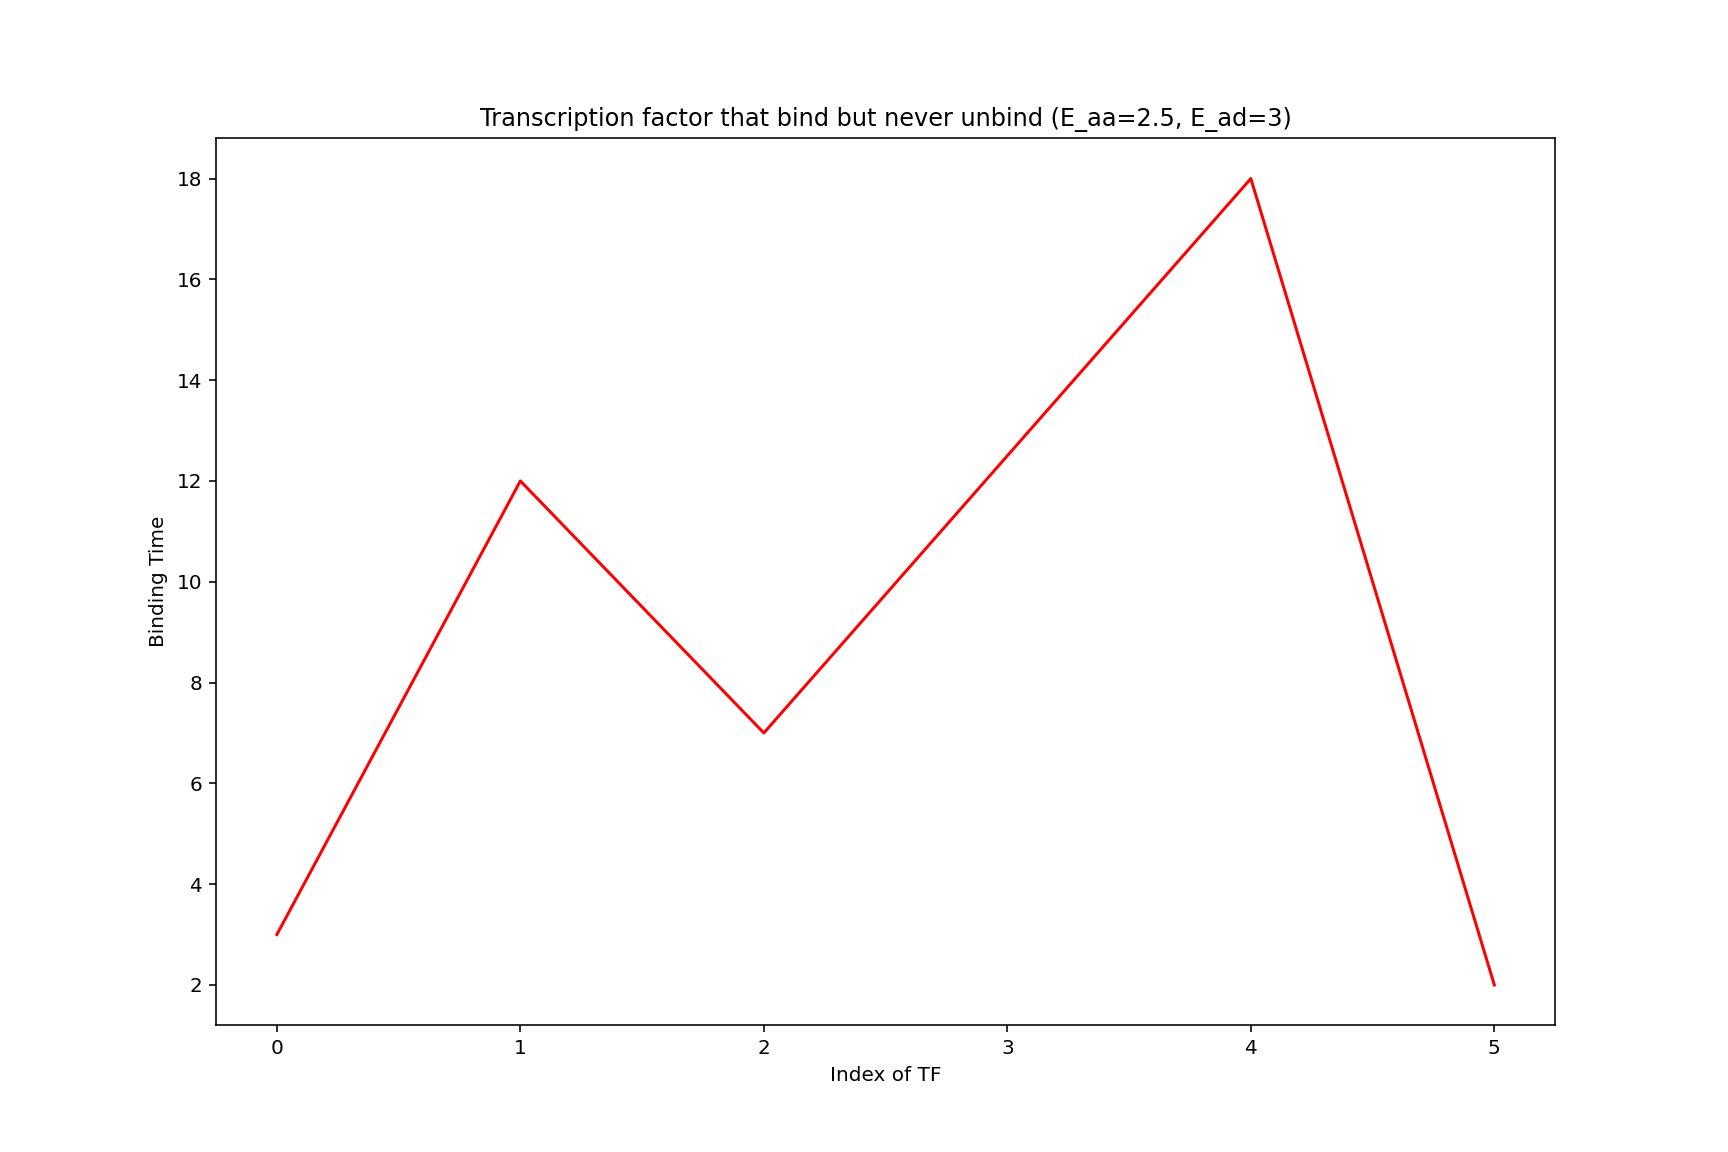 Transcription factor that bind but never unbind (E_aa=2.5, E_ad=3)
18
16
14
12
10
8
6
4
2
Binding Time
0 1 2 3 4 5
Index of TF